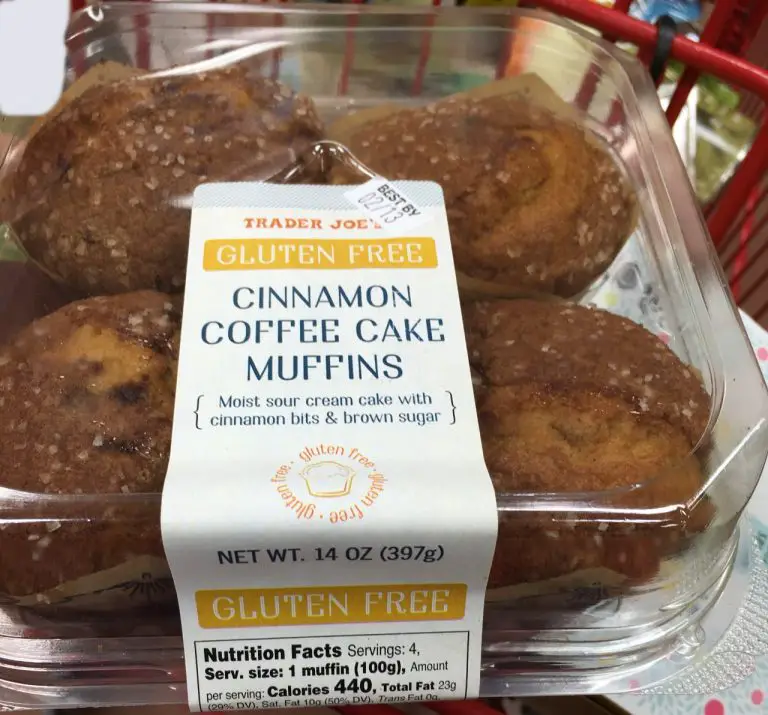 BEST BY
02/13
TRADER JOE'S
GLUTEN FREE
CINNAMON
COFFEE CAKE
MUFFINS
{ Moist sour cream cake with
cinnamon bits & brown sugar }
gluten free • gluten free • gluten free •
NET WT. 14 OZ (397g)
GLUTEN FREE
Nutrition Facts Servings: 4,
Serv. size: 1 muffin (100g), Amount
per serving: Calories 440, Total Fat 23g
(29% DV), Sat. Fat 10g (50% DV), Trans Fat 0g,